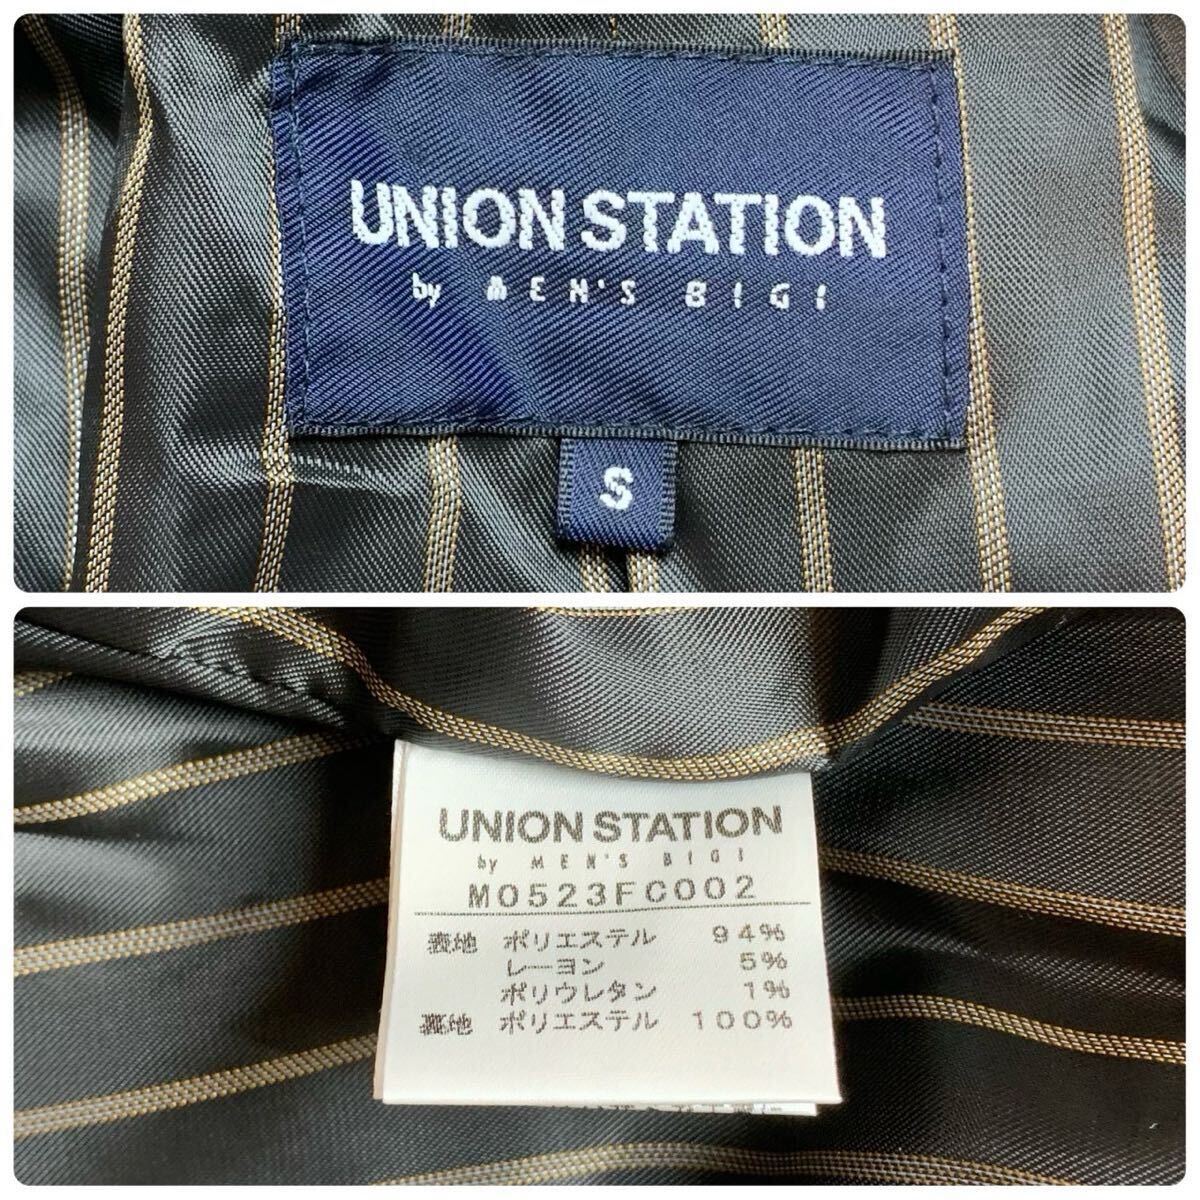 UNION STATION
by MEN'S BIGI
S
UNION STATION
by MEN'S BIGI
M0523FC002
表地 ポリエステル 94%
レーヨン 5%
ポリウレタン 1%
裏地 ポリエステル 100%